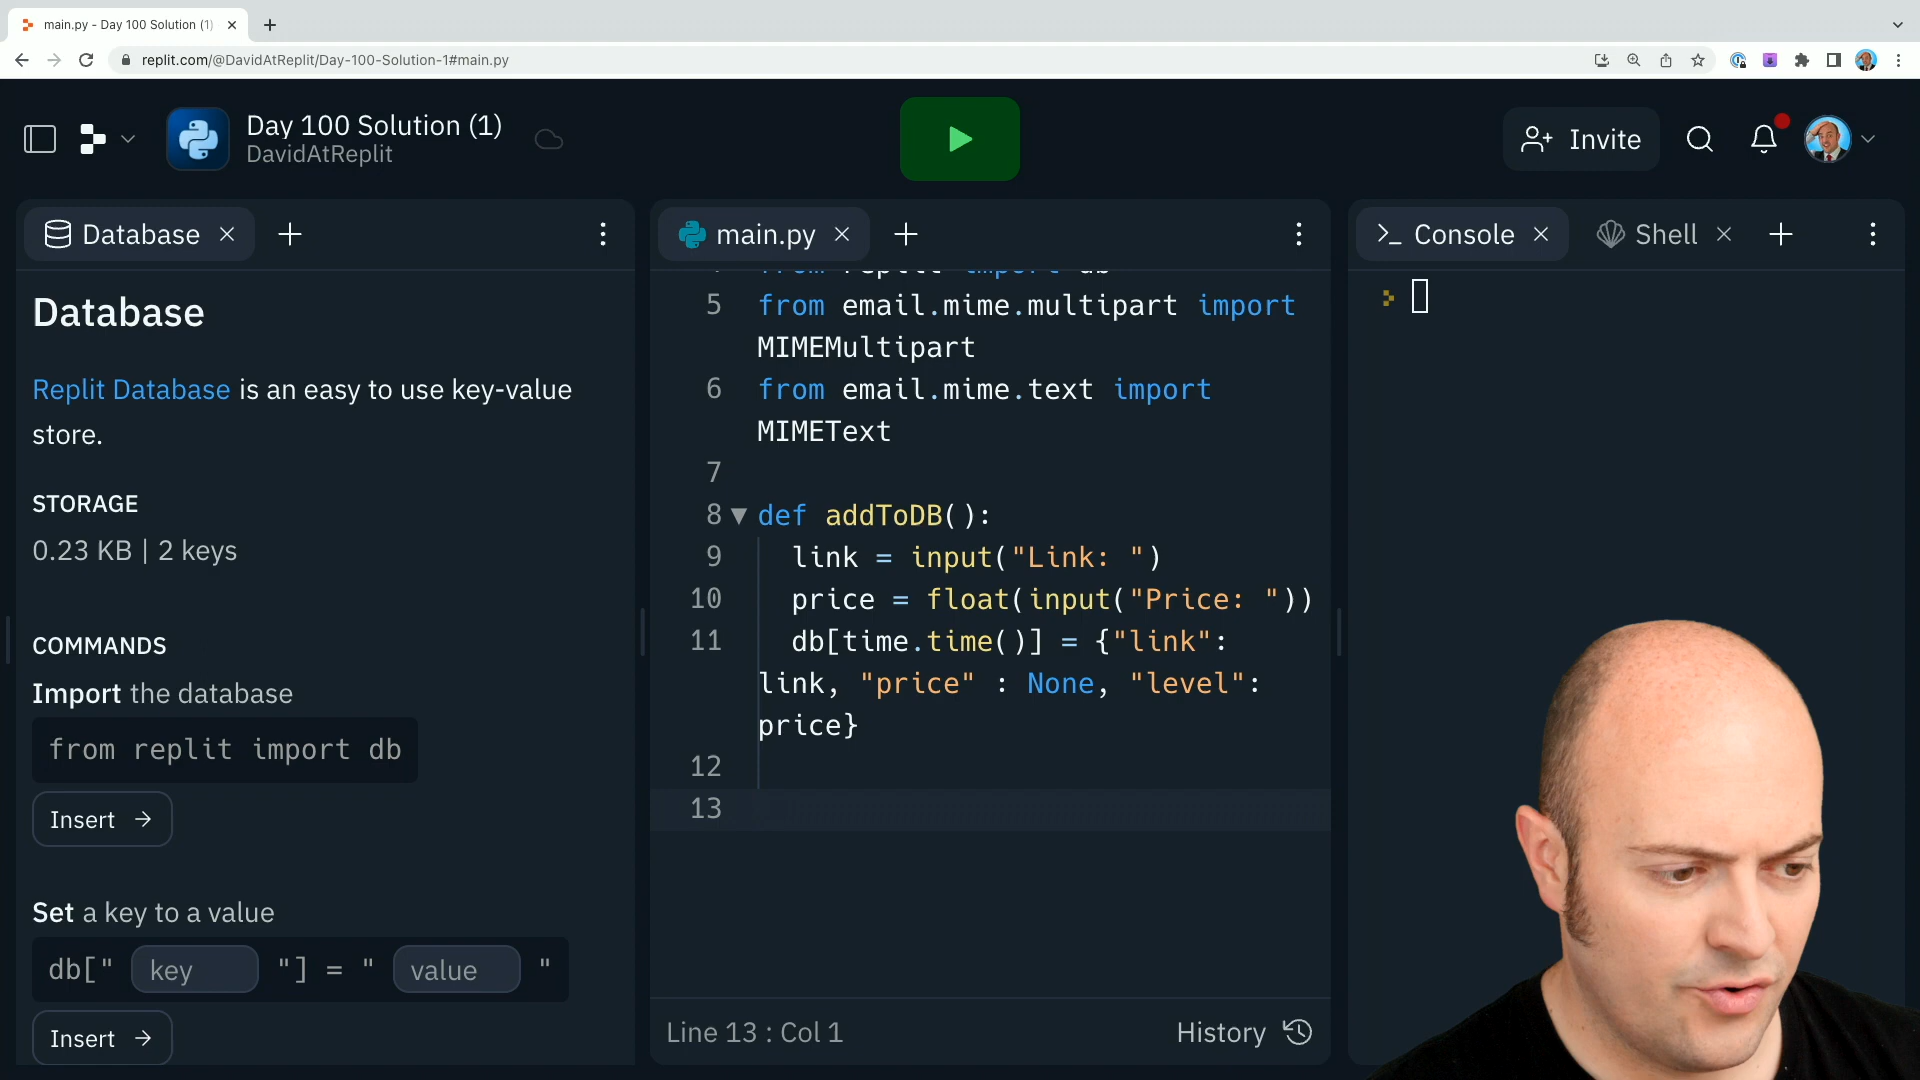 main.py - Day 100 Solution (1)
replit.com/@DavidAtReplit/Day-100-Solution-1#main.py
Day 100 Solution (1)
DavidAtReplit
Invite
Database
Database
Replit Database is an easy to use key-value
store.
STORAGE
0.23 KB | 2 keys
COMMANDS
Import the database
from replit import db
Insert →
Set a key to a value
db[" key "] = " value "
Insert →
main.py
4 from replit import db
5 from email.mime.multipart import
MIMEMultipart
6 from email.mime.text import
MIMEText
7
8 def addToDB():
9 link = input("Link: ")
10 price = float(input("Price: "))
11 db[time.time()] = {"link":
link, "price" : None, "level":
price}
12
13
Line 13 : Col 1
History
Console
Shell